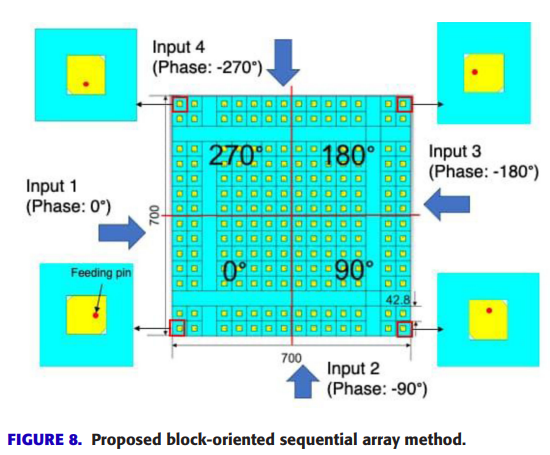 Input 4
(Phase: -270°)
270°
180°
Input 3
(Phase: -180°)
Input 1
(Phase: 0°)
700
Feeding pin
0°
90°
42.8
700
Input 2
(Phase: -90°)
FIGURE 8. Proposed block-oriented sequential array method.